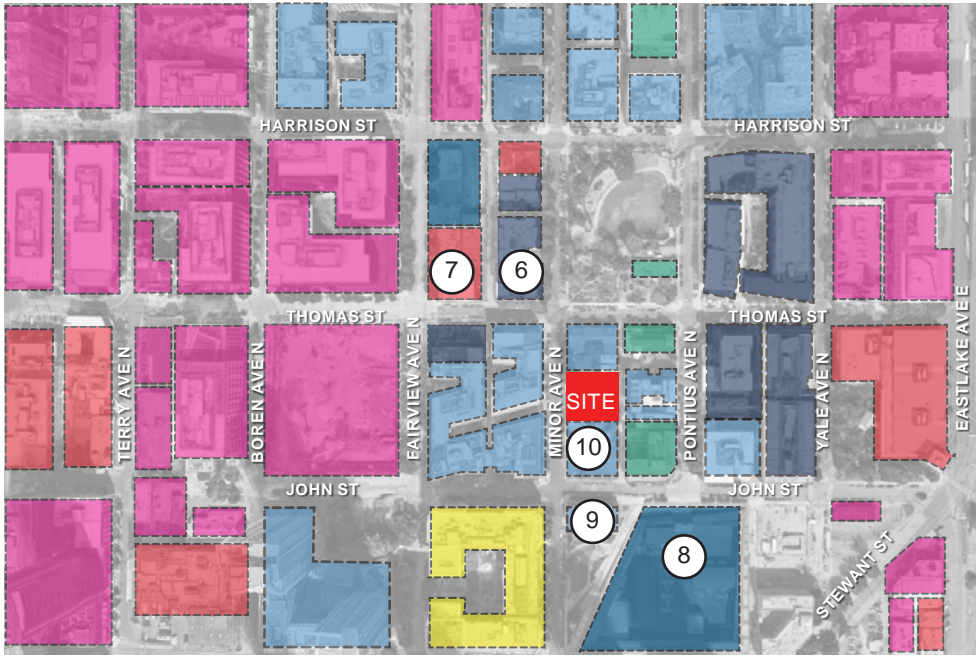 HARRISON ST
HARRISON ST
7
6
THOMAS ST
THOMAS ST
TERRY AVE N
BOREN AVE N
FAIRVIEW AVE N
MINOR AVE N
PONTIUS AVE N
YALE AVE N
EASTLAKE AVE E
SITE
10
JOHN ST
JOHN ST
9
8
STEWANT ST